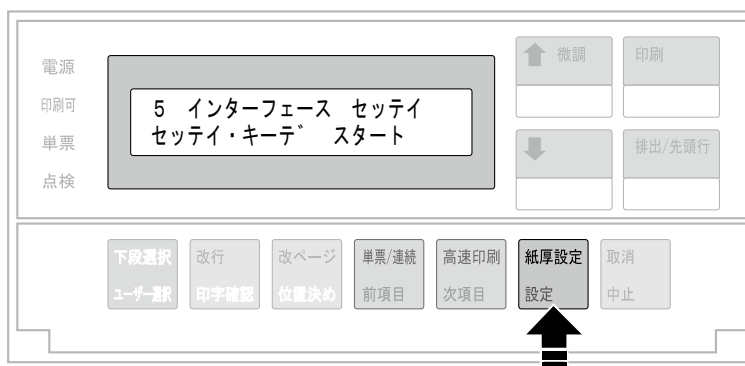 電源
印刷可
単票
点検
5 インターフェース セッテイ
セッテイ・キーデ゛ スタート
微調
印刷
排出/先頭行
下段選択 改行 改ページ 単票/連続 高速印刷 紙厚設定 取消
ユーザー選択 印字確認 位置決め 前項目 次項目 設定 中止